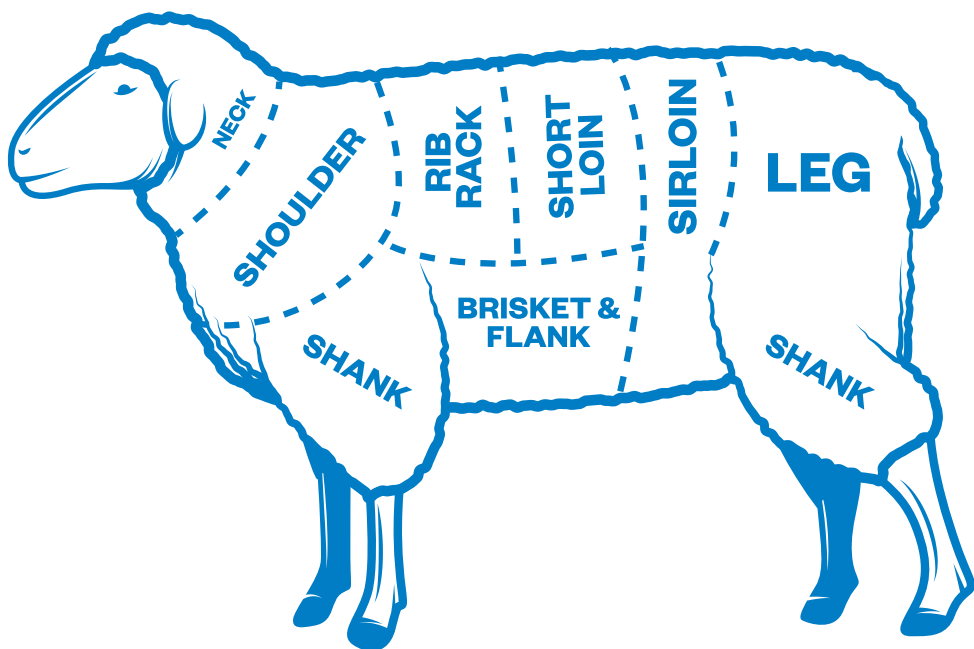 NECK
SHOULDER
RIB
RACK
SHORT
LOIN
SIRLOIN
LEG
BRISKET &
FLANK
SHANK
SHANK